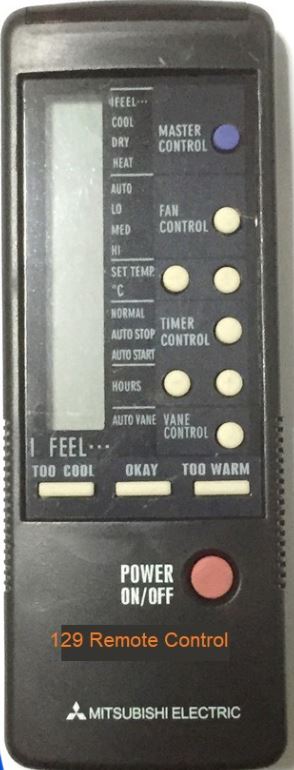 I FEEL···
COOL
DRY
HEAT
MASTER
CONTROL
AUTO
LO
MED
HI
FAN
CONTROL
SET TEMP.
°C
NORMAL
AUTO STOP
AUTO START
TIMER
CONTROL
HOURS
AUTO VANE
VANE
CONTROL
I FEEL···
TOO COOL OKAY TOO WARM
POWER
ON/OFF
129 Remote Control
MITSUBISHI ELECTRIC